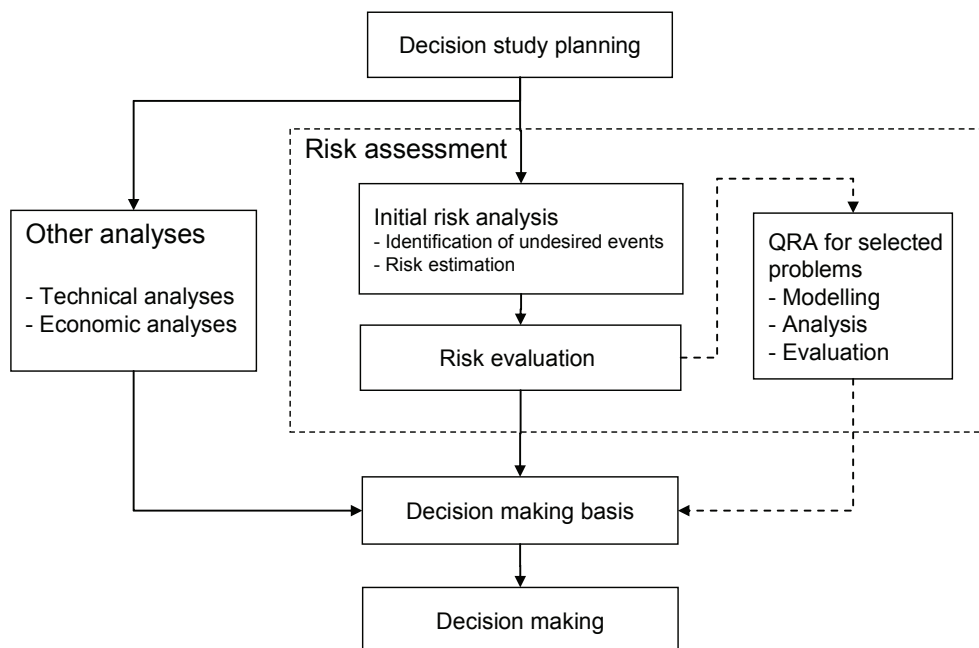 Decision study planning
Risk assessment
Initial risk analysis
- Identification of undesired events
- Risk estimation
Other analyses
- Technical analyses
- Economic analyses
QRA for selected
problems
- Modelling
- Analysis
- Evaluation
Risk evaluation
Decision making basis
Decision making